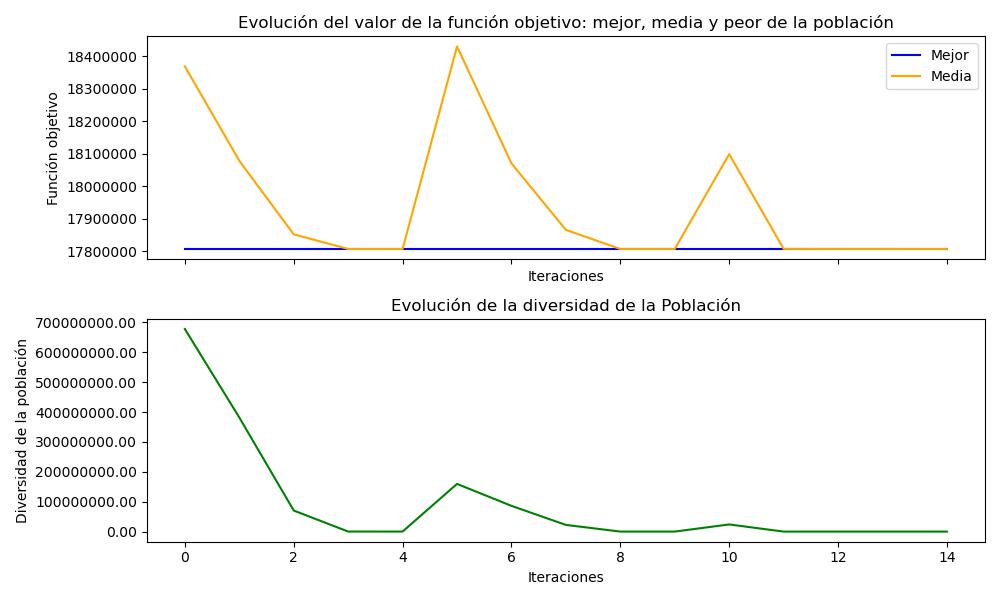 Evolución del valor de la función objetivo: mejor, media y peor de la población
Función objetivo
18400000
18300000
18200000
18100000
18000000
17900000
17800000
Mejor
Media
Iteraciones
Evolución de la diversidad de la Población
Diversidad de la población
700000000.00
600000000.00
500000000.00
400000000.00
300000000.00
200000000.00
100000000.00
0.00
0 2 4 6 8 10 12 14
Iteraciones